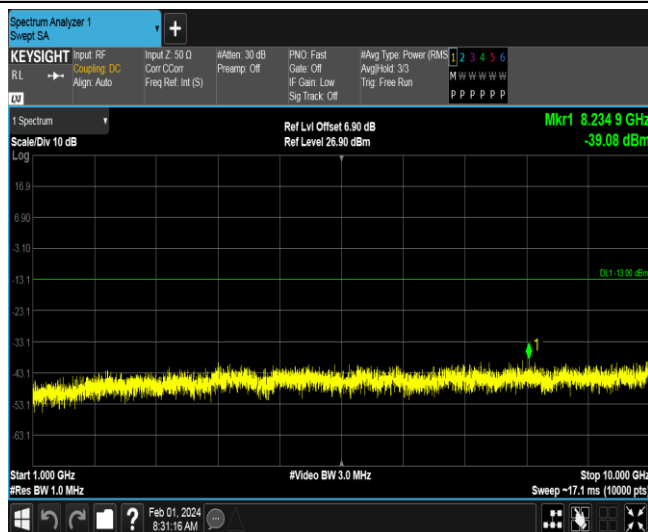 Spectrum Analyzer 1
Swept SA
+
KEYSIGHT Input: RF Input Z: 50 Ω #Atten: 30 dB PNO: Fast #Avg Type: Power (RMS 1 2 3 4 5 6
RL Coupling: DC Corr CCorr Preamp: Off Gate: Off Avg|Hold: 3/3 M W W W W W
Align: Auto Freq Ref: Int (S) IF Gain: Low Trig: Free Run
LXI Sig Track: Off P P P P P P
1 Spectrum Ref Lvl Offset 6.90 dB Mkr1 8.234 9 GHz
Scale/Div 10 dB Ref Level 26.90 dBm -39.08 dBm
Log
16.9
6.90
-3.10
-13.1 DL1 -13.00 dBm
-23.1
-33.1
1
-43.1
-53.1
-63.1
Start 1.000 GHz #Video BW 3.0 MHz Stop 10.000 GHz
#Res BW 1.0 MHz Sweep ~17.1 ms (10000 pts)
? Feb 01, 2024
8:31:16 AM